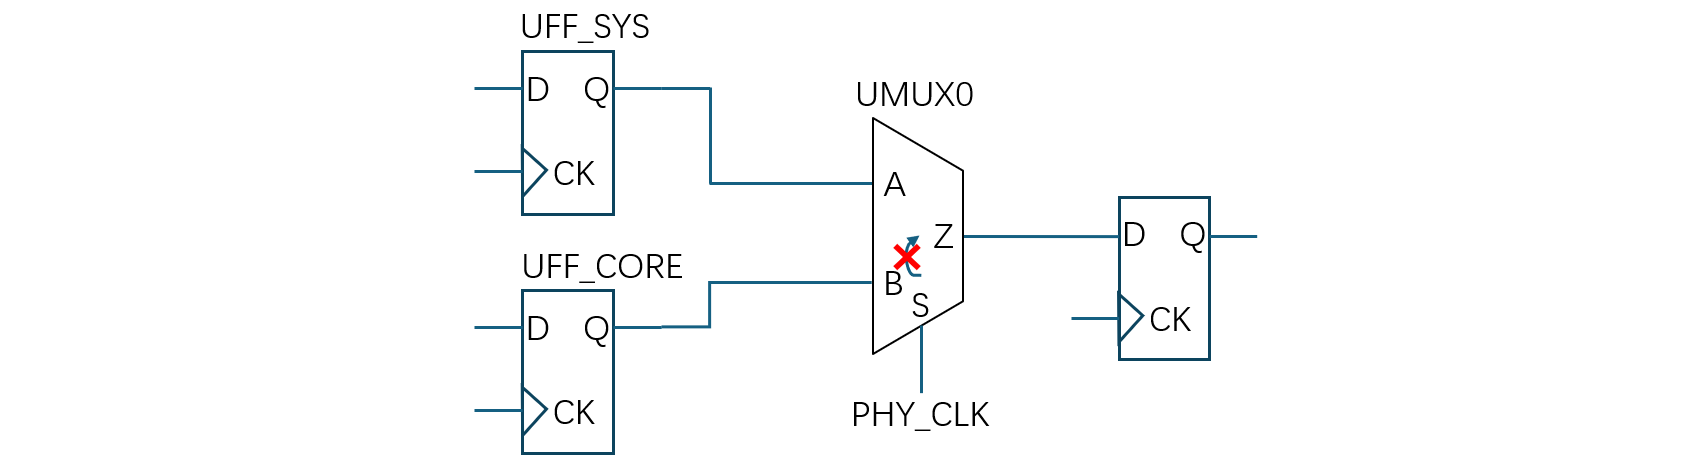 UFF_SYS
D Q
CK
UMUX0
A
Z
B
S
PHY_CLK
UFF_CORE
D Q
CK
D Q
CK